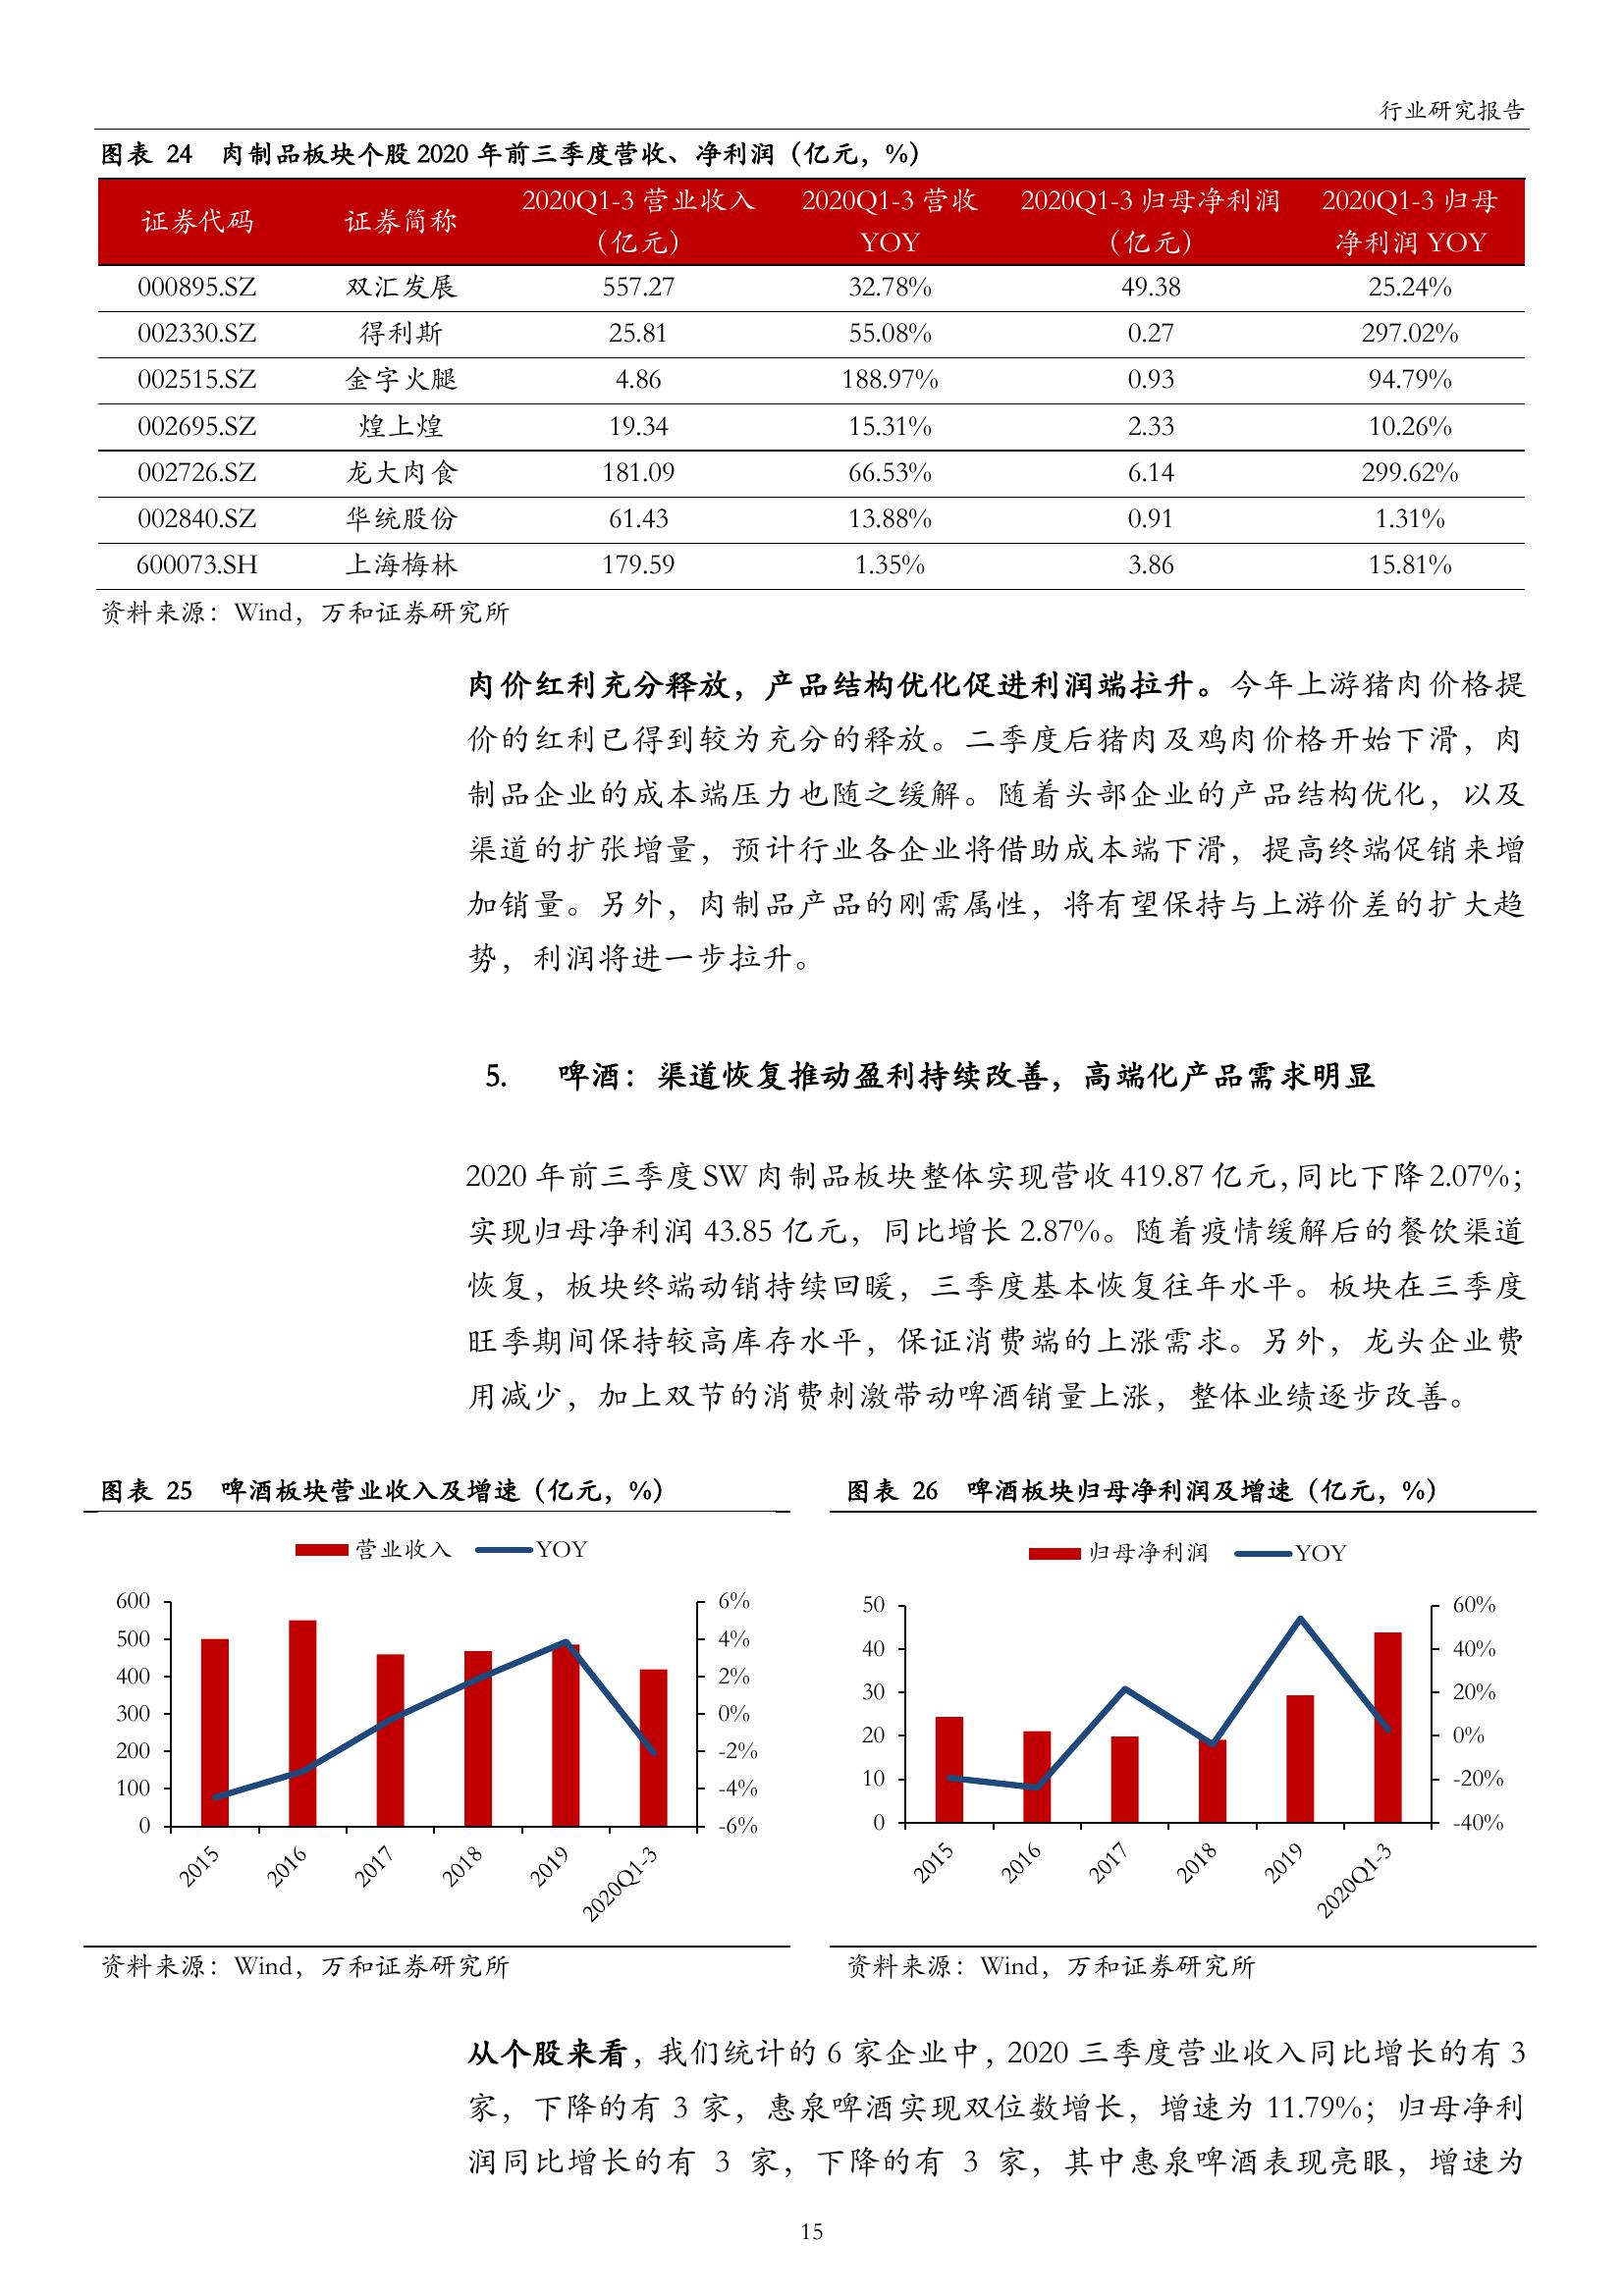 行业研究报告
图表 24 肉制品板块个股 2020 年前三季度营收、净利润（亿元，%）
证券代码 证券简称 2020Q1-3 营业收入（亿元） 2020Q1-3 营收 YOY 2020Q1-3 归母净利润（亿元） 2020Q1-3 归母净利润 YOY
000895.SZ 双汇发展 557.27 32.78% 49.38 25.24%
002330.SZ 得利斯 25.81 55.08% 0.27 297.02%
002515.SZ 金字火腿 4.86 188.97% 0.93 94.79%
002695.SZ 煌上煌 19.34 15.31% 2.33 10.26%
002726.SZ 龙大肉食 181.09 66.53% 6.14 299.62%
002840.SZ 华统股份 61.43 13.88% 0.91 1.31%
600073.SH 上海梅林 179.59 1.35% 3.86 15.81%
资料来源：Wind，万和证券研究所
肉价红利充分释放，产品结构优化促进利润端拉升。今年上游猪肉价格提
价的红利已得到较为充分的释放。二季度后猪肉及鸡肉价格开始下滑，肉
制品企业的成本端压力也随之缓解。随着头部企业的产品结构优化，以及
渠道的扩张增量，预计行业各企业将借助成本端下滑，提高终端促销来增
加销量。另外，肉制品产品的刚需属性，将有望保持与上游价差的扩大趋
势，利润将进一步拉升。
5. 啤酒：渠道恢复推动盈利持续改善，高端化产品需求明显
2020 年前三季度 SW 肉制品板块整体实现营收 419.87 亿元，同比下降 2.07%；
实现归母净利润 43.85 亿元，同比增长 2.87%。随着疫情缓解后的餐饮渠道
恢复，板块终端动销持续回暖，三季度基本恢复往年水平。板块在三季度
旺季期间保持较高库存水平，保证消费端的上涨需求。另外，龙头企业费
用减少，加上双节的消费刺激带动啤酒销量上涨，整体业绩逐步改善。
图表 25 啤酒板块营业收入及增速（亿元，%）
营业收入 YOY
600
500
400
300
200
100
0
6%
4%
2%
0%
-2%
-4%
-6%
2015 2016 2017 2018 2019 2020Q1-3
资料来源：Wind，万和证券研究所
图表 26 啤酒板块归母净利润及增速（亿元，%）
归母净利润 YOY
50
40
30
20
10
0
60%
40%
20%
0%
-20%
-40%
2015 2016 2017 2018 2019 2020Q1-3
资料来源：Wind，万和证券研究所
从个股来看，我们统计的 6 家企业中，2020 三季度营业收入同比增长的有 3
家，下降的有 3 家，惠泉啤酒实现双位数增长，增速为 11.79%；归母净利
润同比增长的有 3 家，下降的有 3 家，其中惠泉啤酒表现亮眼，增速为
15